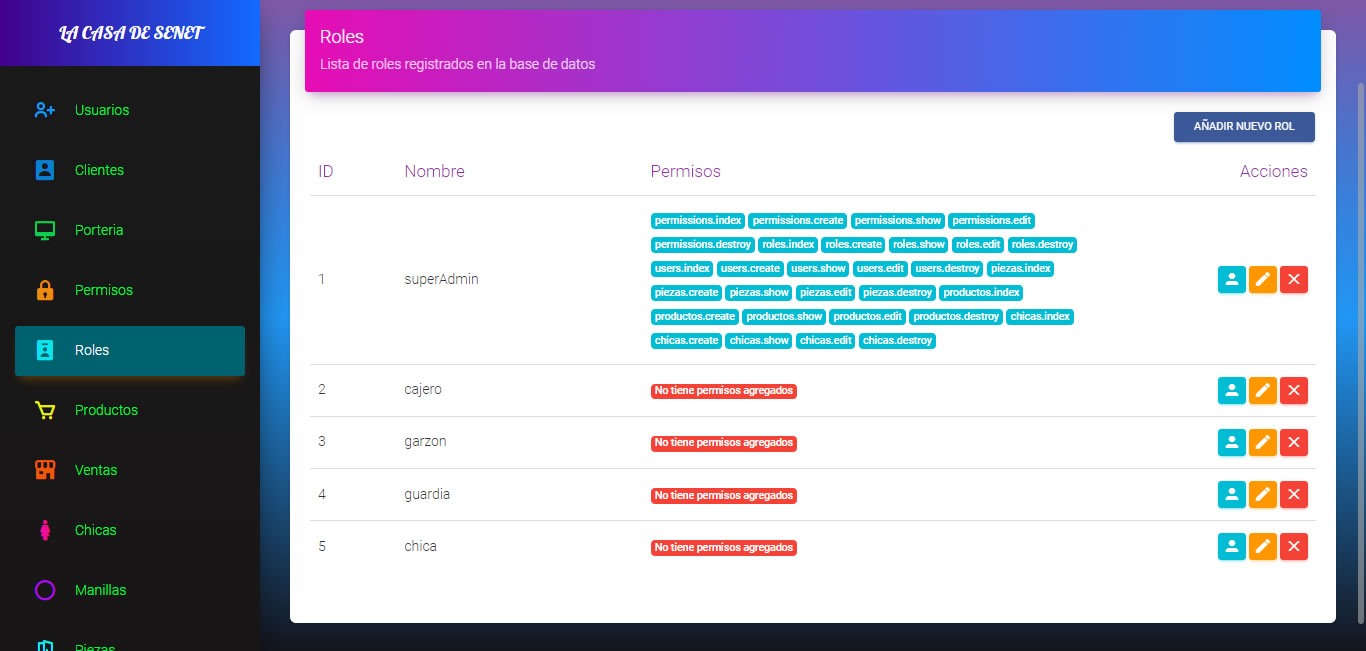 LA CASA DE SENET
Usuarios
Clientes
Porteria
Permisos
Roles
Productos
Ventas
Chicas
Manillas
Piezas
Roles
Lista de roles registrados en la base de datos
AÑADIR NUEVO ROL
ID Nombre Permisos Acciones
permissions.index permissions.create permissions.show permissions.edit
permissions.destroy roles.index roles.create roles.show roles.edit roles.destroy
1 superAdmin users.index users.create users.show users.edit users.destroy piezas.index
piezas.create piezas.show piezas.edit piezas.destroy productos.index
productos.create productos.show productos.edit productos.destroy chicas.index
chicas.create chicas.show chicas.edit chicas.destroy
2 cajero No tiene permisos agregados
3 garzon No tiene permisos agregados
4 guardia No tiene permisos agregados
5 chica No tiene permisos agregados